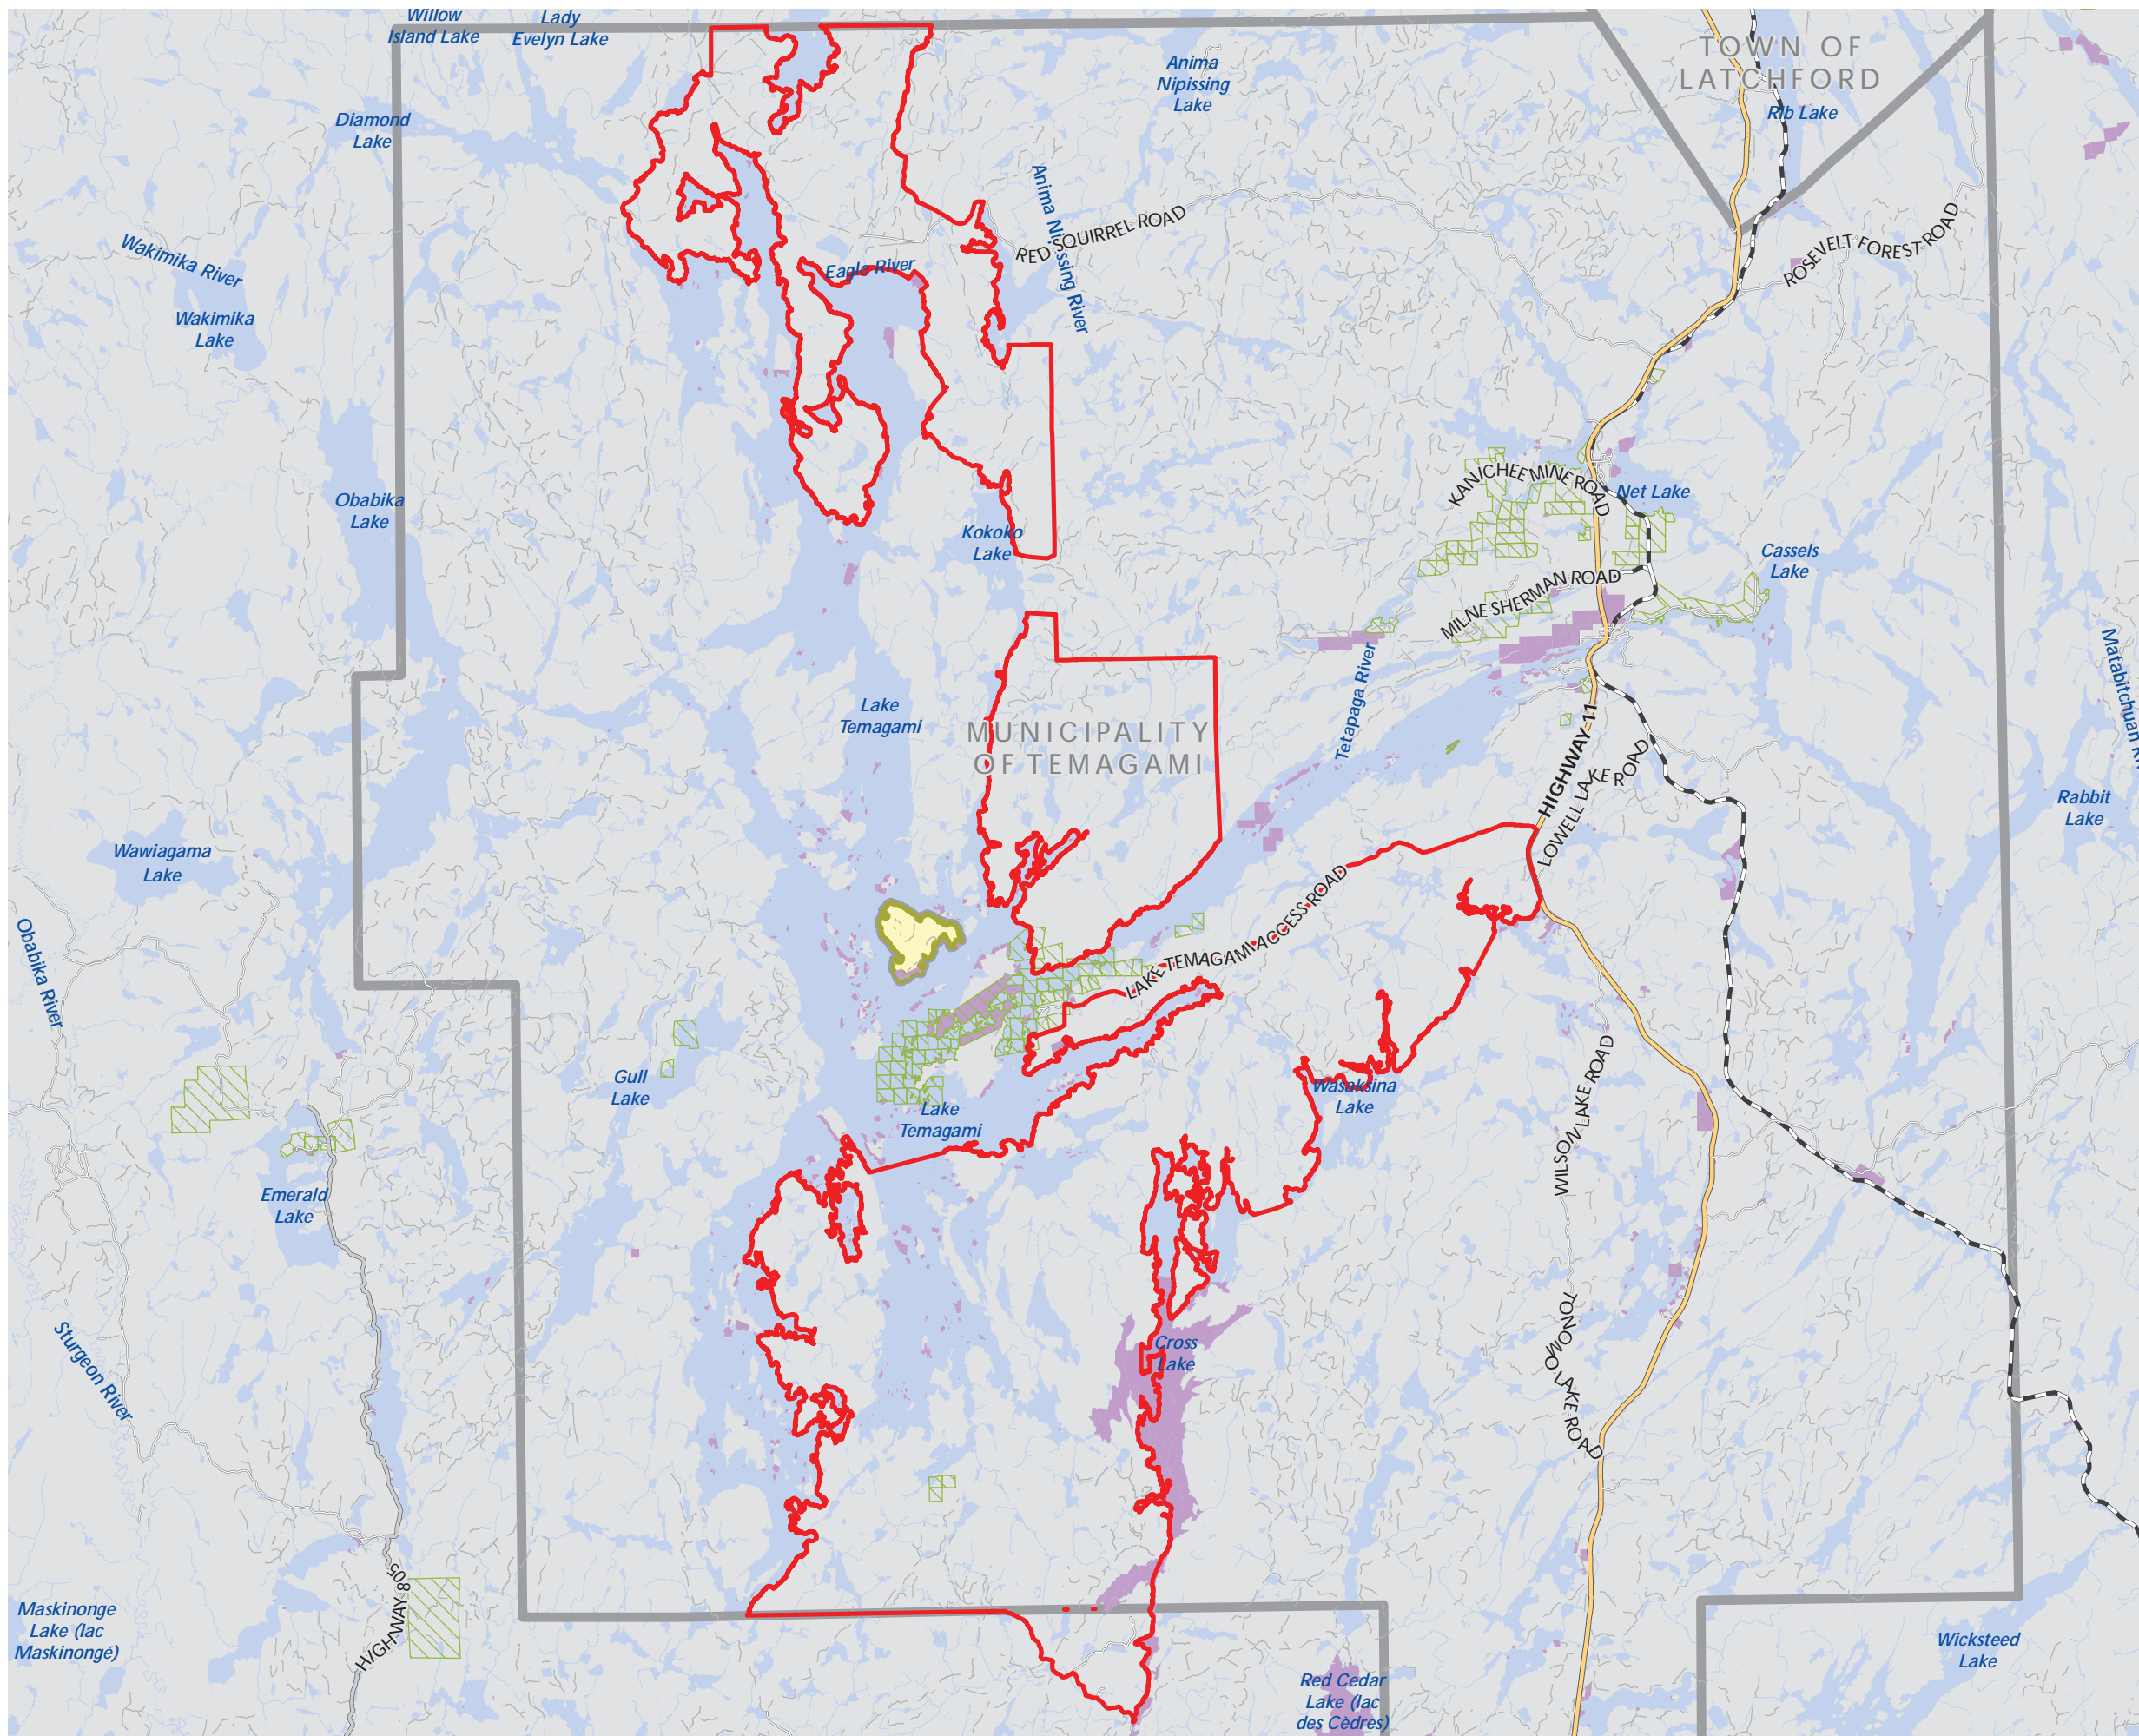 Willow
Island Lake
Lady
Evelyn Lake
TOWN OF
LATCHFORD
Anima
Nipissing
Lake
Rib Lake
Diamond
Lake
Anima Nipissing River
RED SQUIRREL ROAD
ROSEVELT FOREST ROAD
Wakimika River
Eagle River
Wakimika
Lake
KANICHEE MINE ROAD
Net Lake
Obabika
Lake
Kokoko
Lake
Cassels
Lake
MILNE SHERMAN ROAD
Tetapaga River
Matabitchuan
Lake
Temagami
MUNICIPALITY
OF TEMAGAMI
HIGHWAY 11
LOWELL LAKE ROAD
Rabbit
Lake
Wawiagama
Lake
LAKE TEMAGAMI ACCESS ROAD
Obabika River
Gull
Lake
Wasaksina
Lake
Lake
Temagami
WILSON LAKE ROAD
Emerald
Lake
Cross
Lake
TONOMO LAKE ROAD
Sturgeon River
HIGHWAY 805
Maskinonge
Lake (lac
Maskinongé)
Wicksteed
Lake
Red Cedar
Lake (lac
des Cèdres)